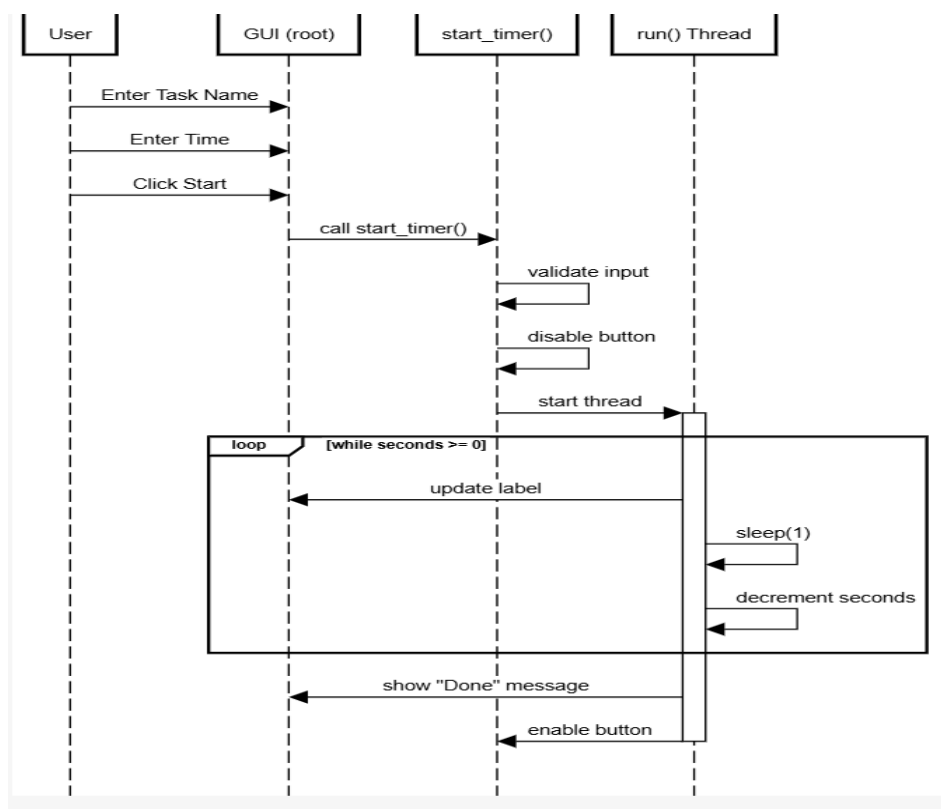 User
GUI (root)
start_timer()
run() Thread
Enter Task Name
Enter Time
Click Start
call start_timer()
validate input
disable button
start thread
loop [while seconds >= 0]
update label
sleep(1)
decrement seconds
show "Done" message
enable button